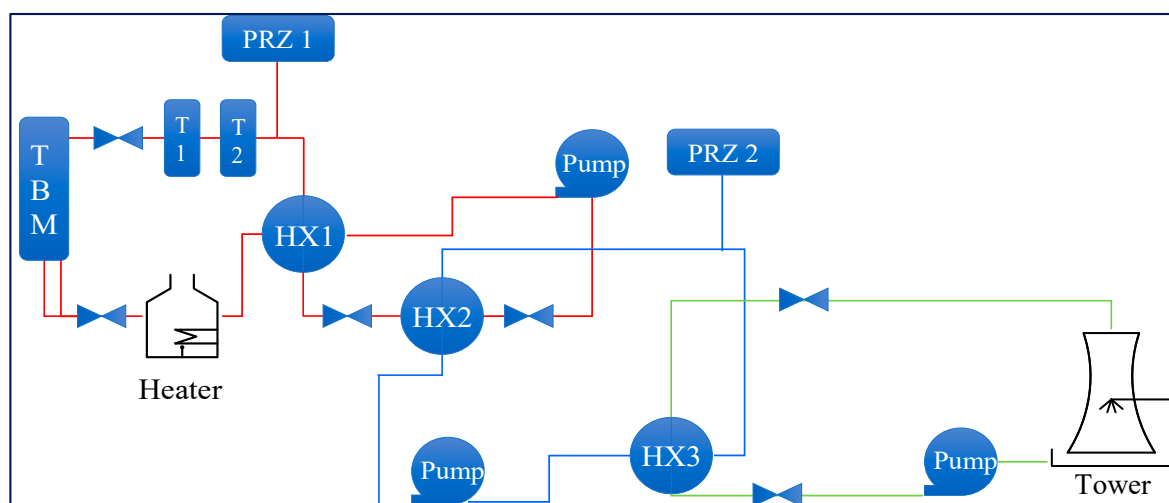 PRZ 1
T
1
T
2
T
B
M
Pump
PRZ 2
HX1
HX2
Heater
HX3
Pump
Pump
Tower